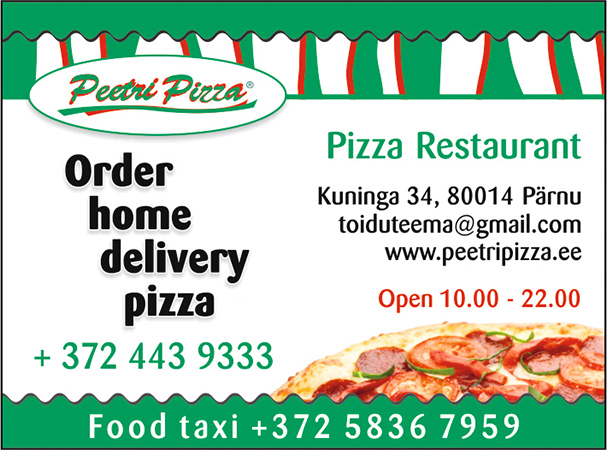 Peetri Pizza®
Order
home
delivery
pizza
+ 372 443 9333
Pizza Restaurant
Kuninga 34, 80014 Pärnu
toiduteema@gmail.com
www.peetripizza.ee
Open 10.00 - 22.00
Food taxi +372 5836 7959